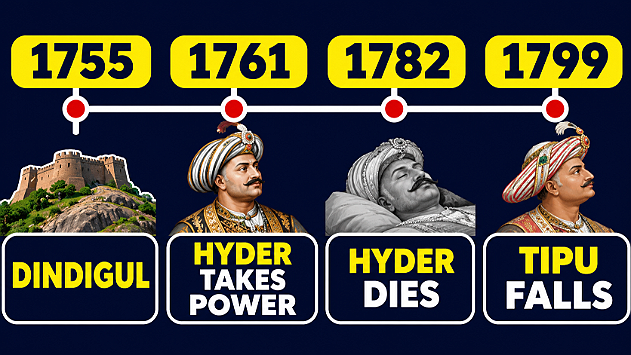 1755
1761
1782
1799
DINDIGUL
HYDER
TAKES
POWER
HYDER
DIES
TIPU
FALLS